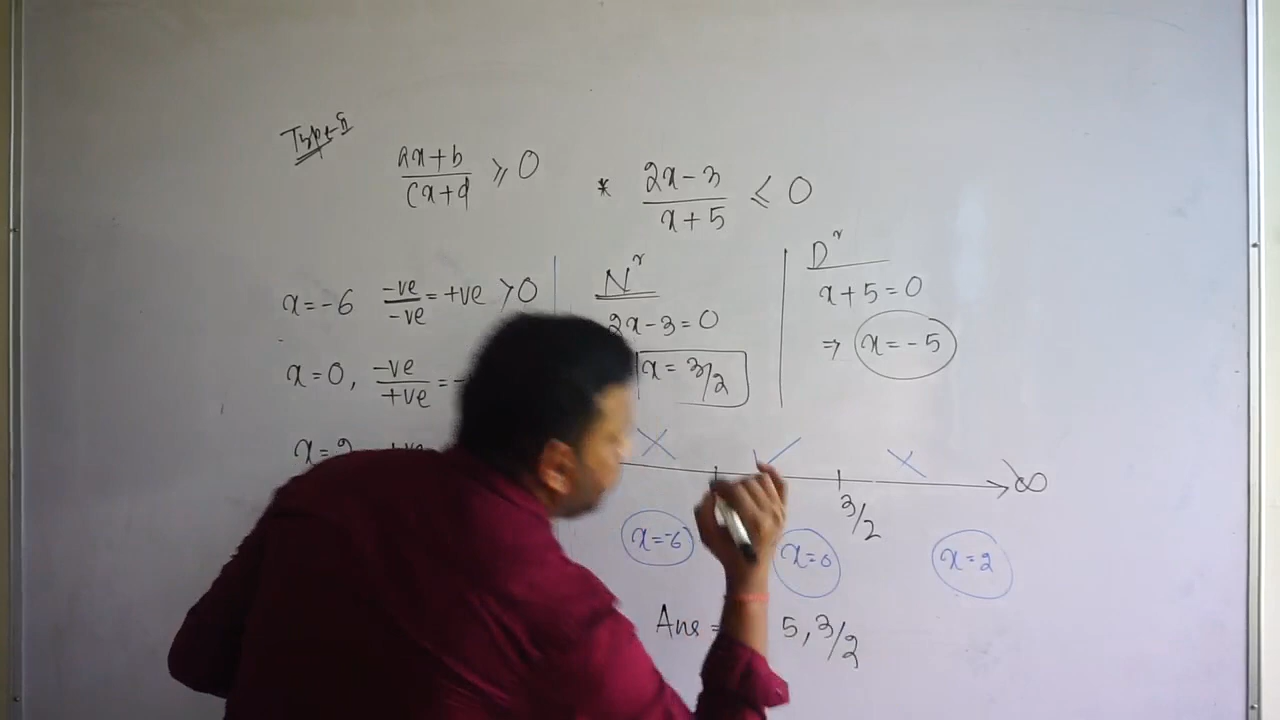 Type-II
ax+b/cx+d ≥ 0
* 2x-3/x+5 ≤ 0
x=-6 -ve/-ve = +ve > 0
x=0, -ve/+ve = -
x=2
Nʳ
2x-3=0
x = 3/2
Dʳ
x+5=0
⇒ x=-5
3/2
∞
x=-6
x=0
x=2
Ans = 5, 3/2